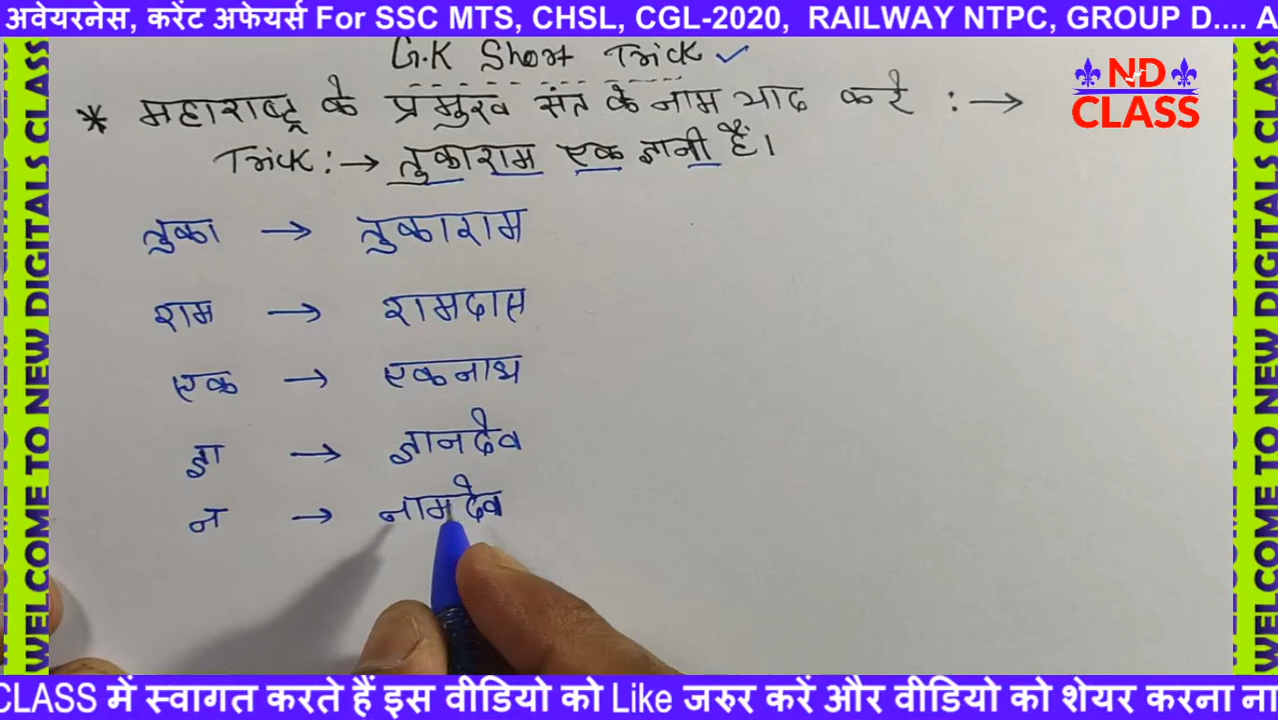 अवेयरनेस, करेंट अफेयर्स For SSC MTS, CHSL, CGL-2020, RAILWAY NTPC, GROUP D.... A
G.K Short Trick ✓
ND
CLASS
* महाराष्ट्र के प्रमुख संत के नाम याद करे :→
Trick :→ तुकाराम एक ज्ञानी हैं।
तुका → तुकाराम
राम → रामदास
एक → एकनाथ
ज्ञा → ज्ञानदेव
न → नामदेव
WELCOME TO NEW DIGITALS CLASS
WELCOME TO NEW DIGITALS CLASS
CLASS में स्वागत करते हैं इस वीडियो को Like जरुर करें और वीडियो को शेयर करना ना